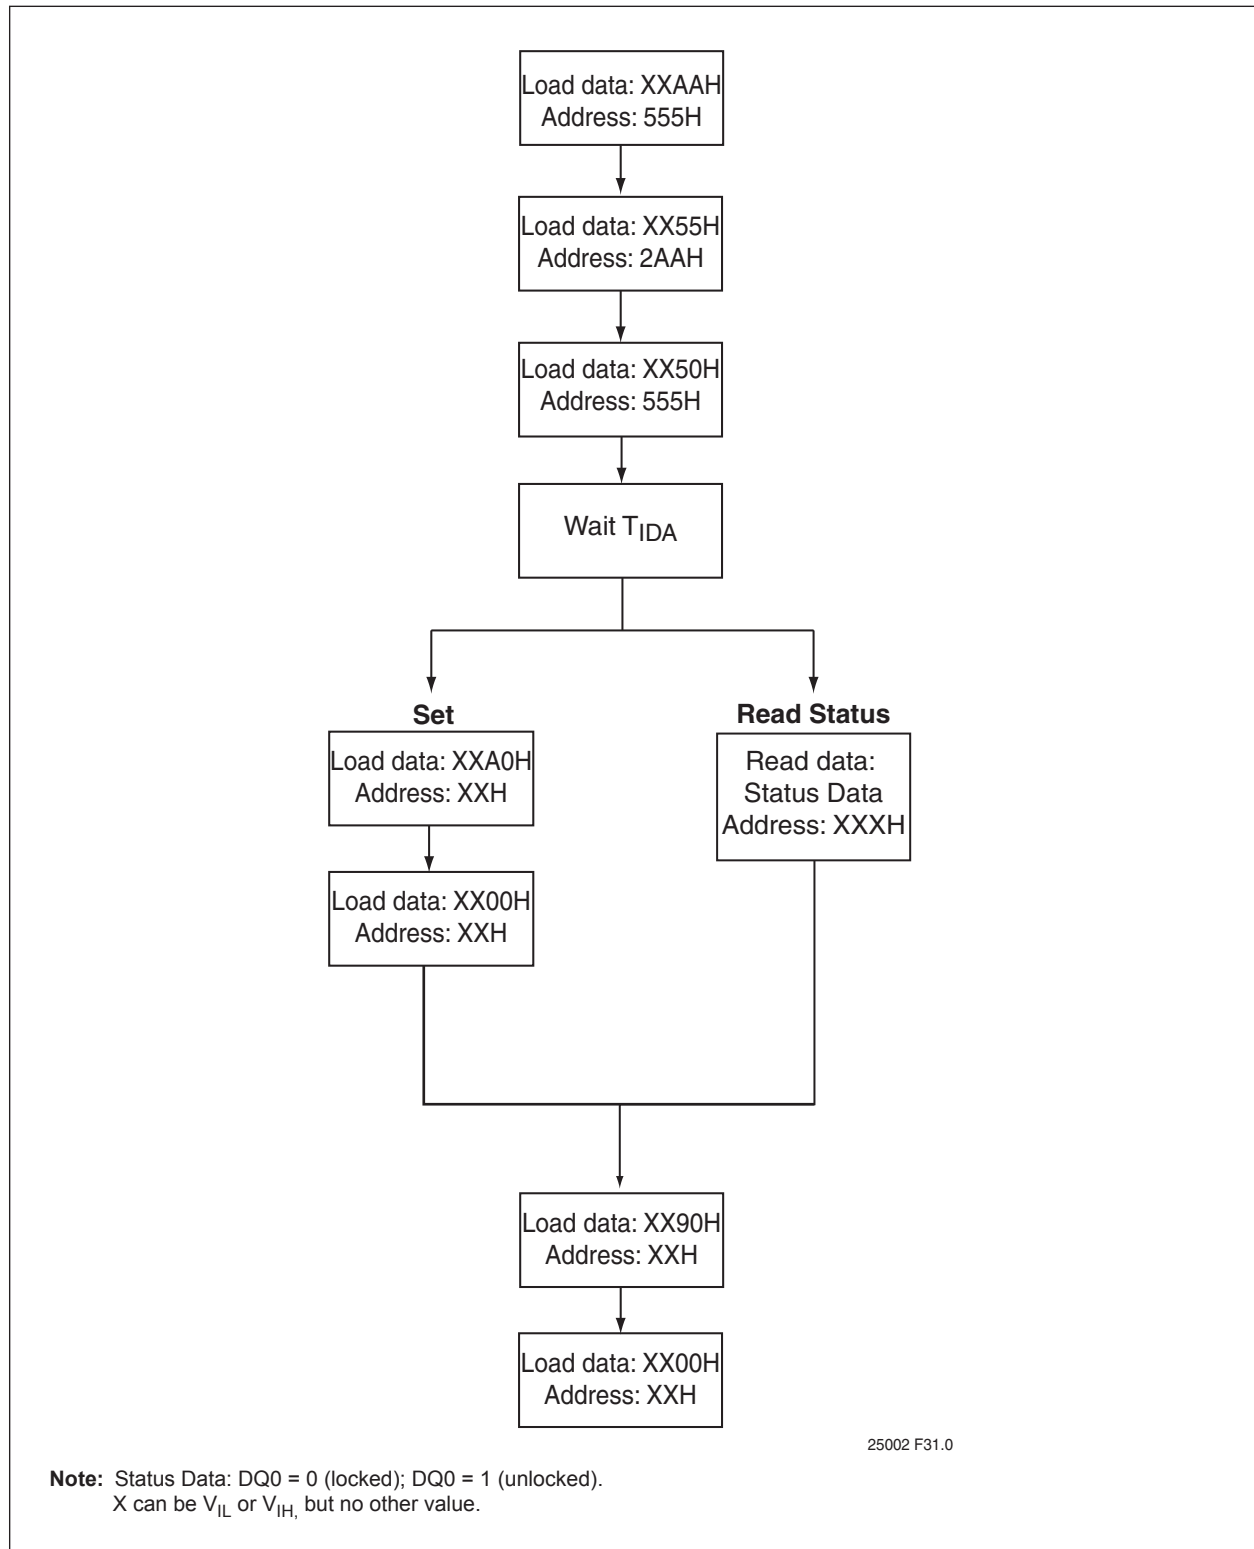 Load data: XXAAH
Address: 555H
Load data: XX55H
Address: 2AAH
Load data: XX50H
Address: 555H
Wait TIDA
Set
Load data: XXA0H
Address: XXH
Load data: XX00H
Address: XXH
Read Status
Read data:
Status Data
Address: XXXH
Load data: XX90H
Address: XXH
Load data: XX00H
Address: XXH
25002 F31.0
Note: Status Data: DQ0 = 0 (locked); DQ0 = 1 (unlocked).
X can be VIL or VIH, but no other value.